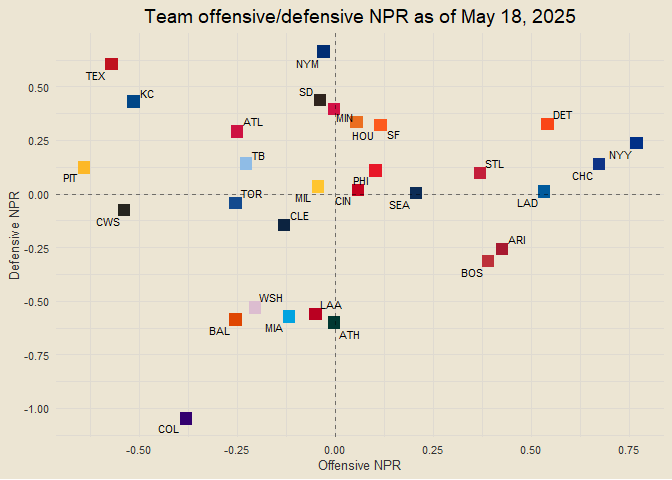 Team offensive/defensive NPR as of May 18, 2025
NYM
TEX
KC
SD
MIN
ATL
HOU
SF
DET
NYY
TB
PIT
PHI
STL
CHC
TOR
MIL
CIN
SEA
LAD
CWS
CLE
ARI
BOS
WSH
LAA
BAL
MIA
ATH
COL
0.50
0.25
0.00
-0.25
-0.50
-0.75
-1.00
Defensive NPR
-0.50
-0.25
0.00
0.25
0.50
0.75
Offensive NPR